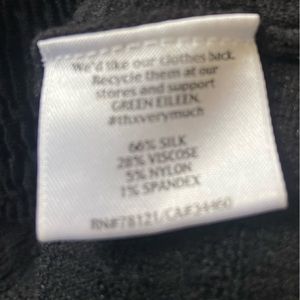 We'd like our clothes back.
Recycle them at our
stores and support
GREEN EILEEN.
#thxverymuch
66% SILK
28% VISCOSE
5% NYLON
1% SPANDEX
RN#78121/CA#34460